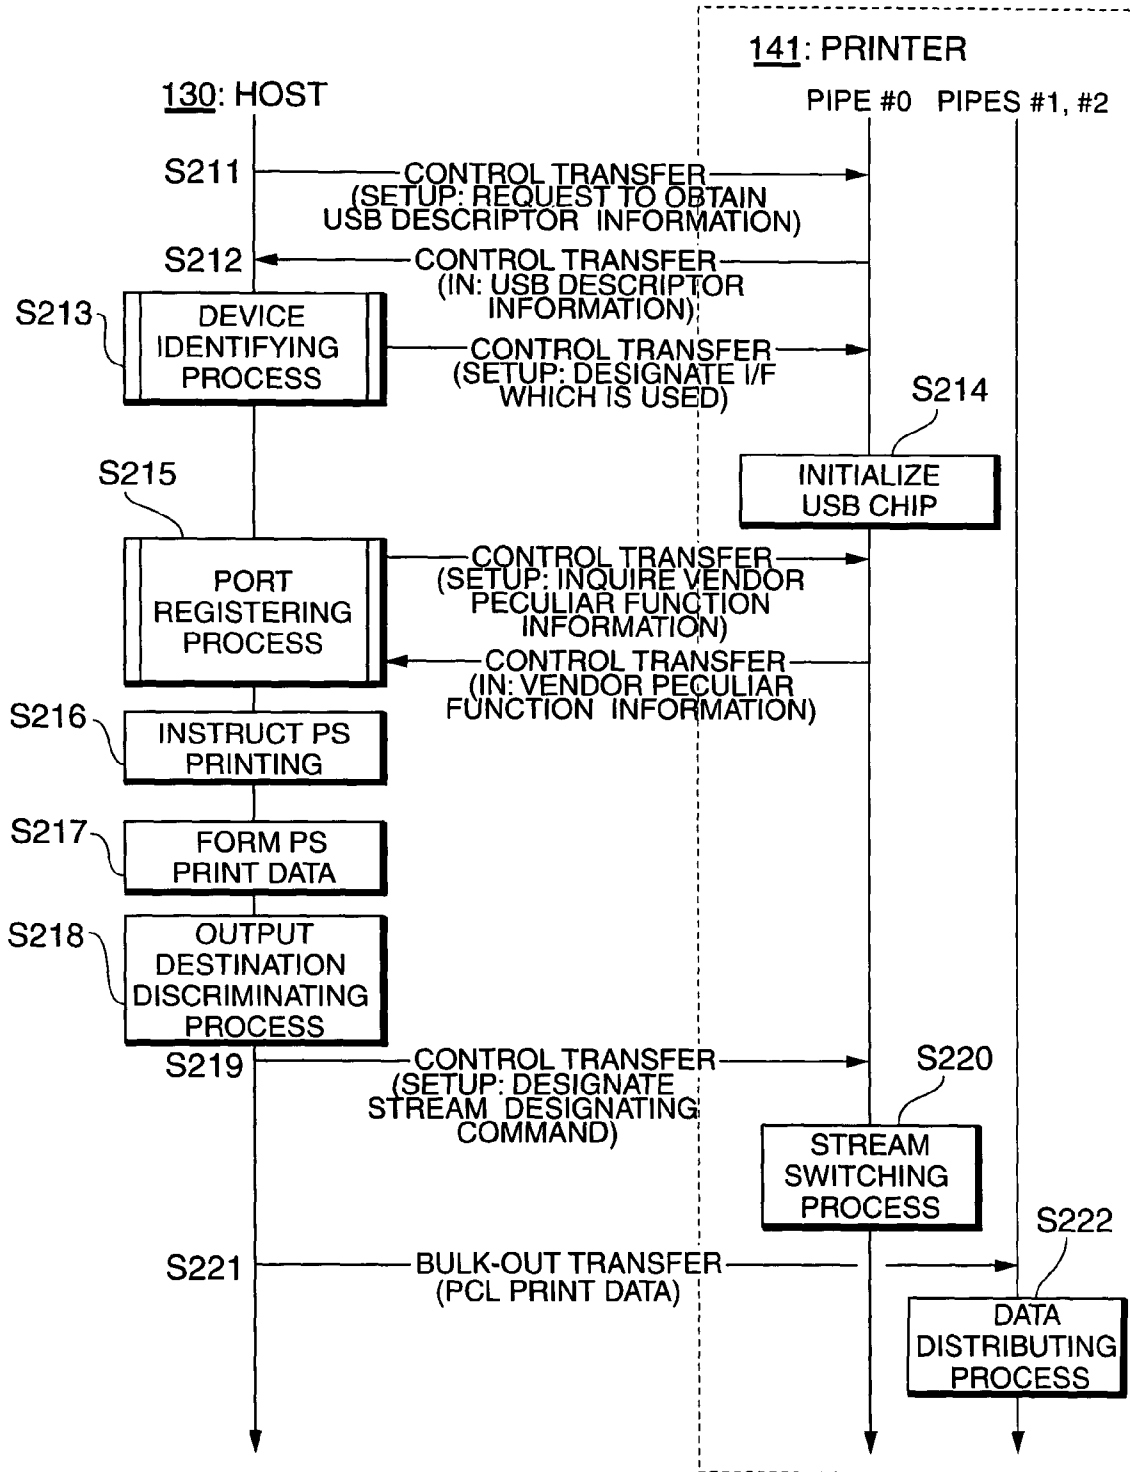 141: PRINTER
130: HOST
PIPE #0 PIPES #1, #2
S211
CONTROL TRANSFER
(SETUP: REQUEST TO OBTAIN
USB DESCRIPTOR INFORMATION)
S212
CONTROL TRANSFER
(IN: USB DESCRIPTOR
INFORMATION)
S213
DEVICE
IDENTIFYING
PROCESS
CONTROL TRANSFER
(SETUP: DESIGNATE I/F
WHICH IS USED)
S214
INITIALIZE
USB CHIP
S215
PORT
REGISTERING
PROCESS
CONTROL TRANSFER
(SETUP: INQUIRE VENDOR
PECULIAR FUNCTION
INFORMATION)
CONTROL TRANSFER
(IN: VENDOR PECULIAR
FUNCTION INFORMATION)
S216
INSTRUCT PS
PRINTING
S217
FORM PS
PRINT DATA
S218
OUTPUT
DESTINATION
DISCRIMINATING
PROCESS
S219
CONTROL TRANSFER
(SETUP: DESIGNATE
STREAM DESIGNATING
COMMAND)
S220
STREAM
SWITCHING
PROCESS
S221
BULK-OUT TRANSFER
(PCL PRINT DATA)
S222
DATA
DISTRIBUTING
PROCESS